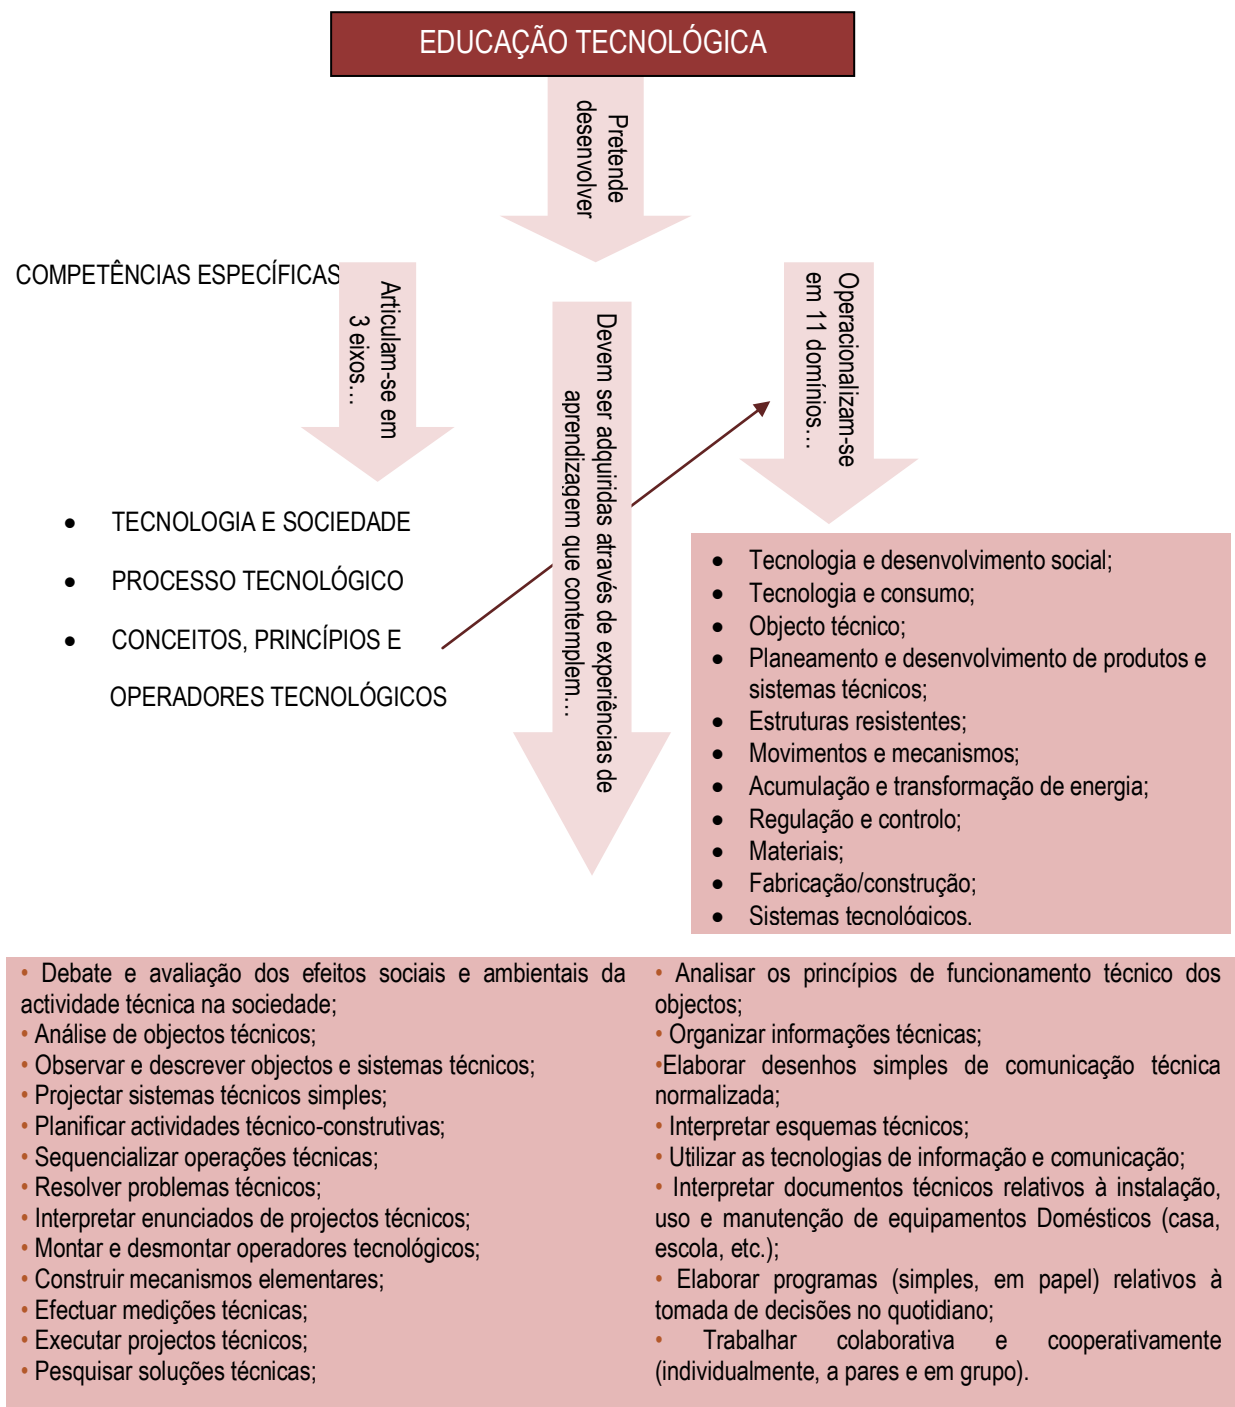 EDUCAÇÃO TECNOLÓGICA
Pretende
desenvolver
COMPETÊNCIAS ESPECÍFICAS
Articulam-se em
3 eixos…
Devem ser adquiridas através de experiências de
aprendizagem que contemplem…
Operacionalizam-se
em 11 domínios…
• TECNOLOGIA E SOCIEDADE
• PROCESSO TECNOLÓGICO
• CONCEITOS, PRINCÍPIOS E
OPERADORES TECNOLÓGICOS
• Tecnologia e desenvolvimento social;
• Tecnologia e consumo;
• Objecto técnico;
• Planeamento e desenvolvimento de produtos e
sistemas técnicos;
• Estruturas resistentes;
• Movimentos e mecanismos;
• Acumulação e transformação de energia;
• Regulação e controlo;
• Materiais;
• Fabricação/construção;
• Sistemas tecnológicos.
• Debate e avaliação dos efeitos sociais e ambientais da
actividade técnica na sociedade;
• Análise de objectos técnicos;
• Observar e descrever objectos e sistemas técnicos;
• Projectar sistemas técnicos simples;
• Planificar actividades técnico-construtivas;
• Sequencializar operações técnicas;
• Resolver problemas técnicos;
• Interpretar enunciados de projectos técnicos;
• Montar e desmontar operadores tecnológicos;
• Construir mecanismos elementares;
• Efectuar medições técnicas;
• Executar projectos técnicos;
• Pesquisar soluções técnicas;
• Analisar os princípios de funcionamento técnico dos
objectos;
• Organizar informações técnicas;
•Elaborar desenhos simples de comunicação técnica
normalizada;
• Interpretar esquemas técnicos;
• Utilizar as tecnologias de informação e comunicação;
• Interpretar documentos técnicos relativos à instalação,
uso e manutenção de equipamentos Domésticos (casa,
escola, etc.);
• Elaborar programas (simples, em papel) relativos à
tomada de decisões no quotidiano;
• Trabalhar colaborativa e cooperativamente
(individualmente, a pares e em grupo).